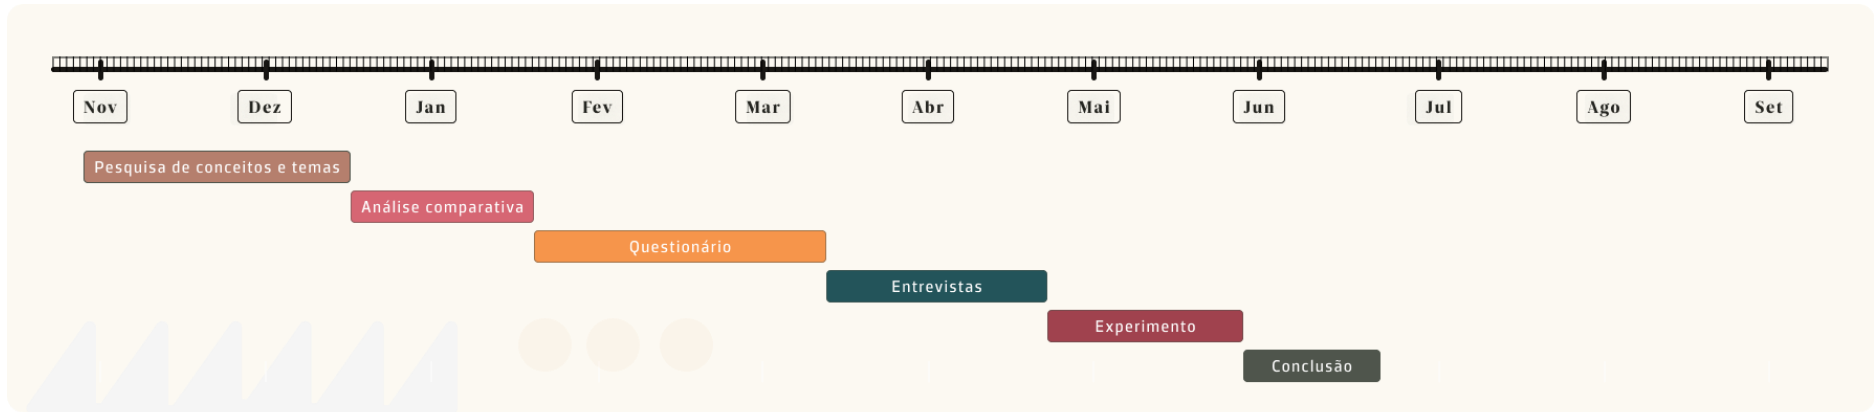 Nov Dez Jan Fev Mar Abr Mai Jun Jul Ago Set
Pesquisa de conceitos e temas
Análise comparativa
Questionário
Entrevistas
Experimento
Conclusão